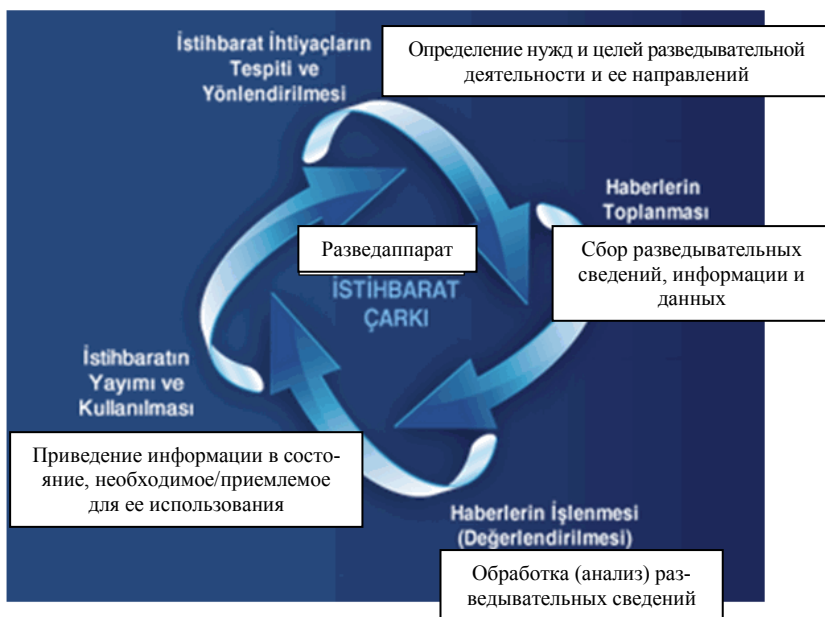 İstihbarat İhtiyaçların
Tespiti ve
Yönlendirilmesi
Определение нужд и целей разведывательной
деятельности и ее направлений
Haberlerin
Toplanması
Сбор разведывательных
сведений, информации и
данных
Разведаппарат
İSTİHBARAT
ÇARKI
İstihbaratın
Yayımı ve
Kullanılması
Приведение информации в состо-
яние, необходимое/приемлемое
для ее использования
Haberlerin İşlenmesi
(Değerlendirilmesi)
Обработка (анализ) раз-
ведывательных сведений